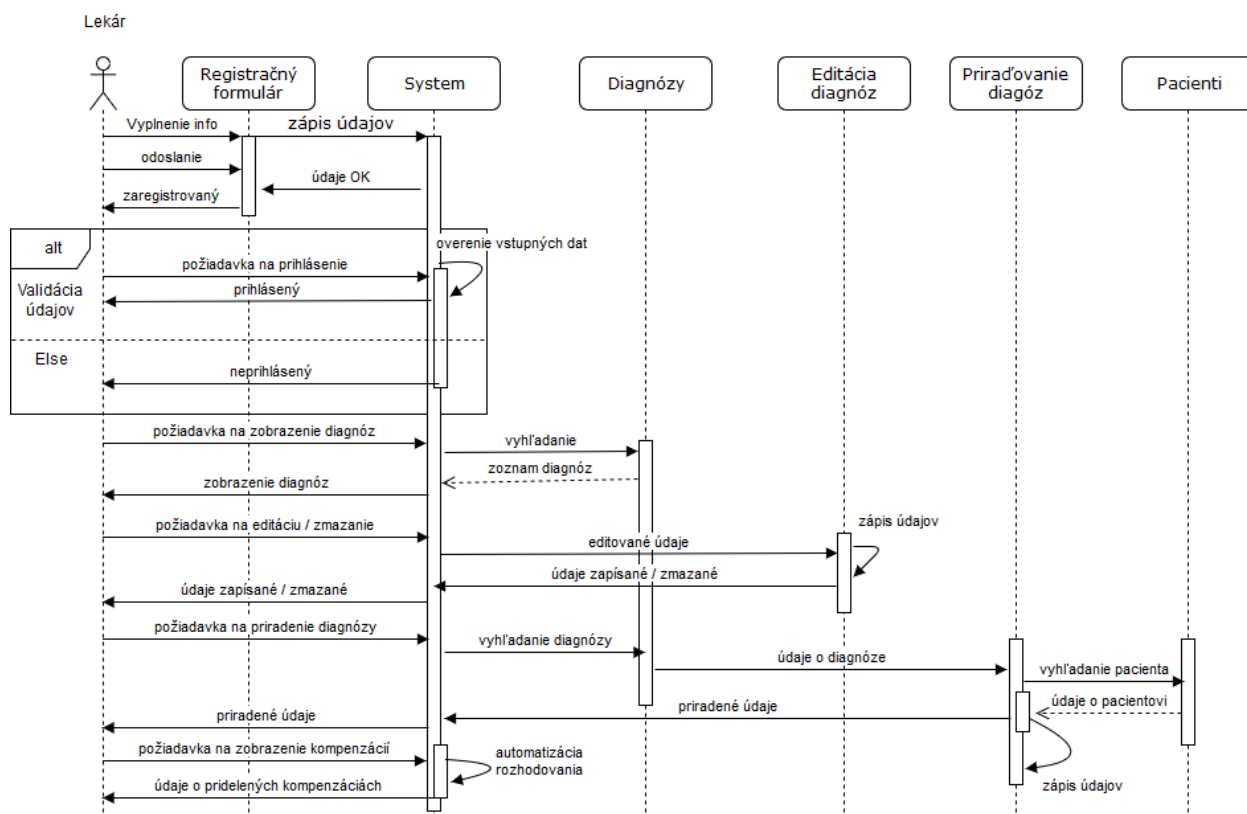 Lekár
Registračný
formulár
System
Diagnózy
Editácia
diagnóz
Priraďovanie
diagóz
Pacienti
Vyplnenie info
zápis údajov
odoslanie
údaje OK
zaregistrovaný
alt
overenie vstupných dat
požiadavka na prihlásenie
Validácia
údajov
prihlásený
Else
neprihlásený
požiadavka na zobrazenie diagnóz
vyhľadanie
zoznam diagnóz
zobrazenie diagnóz
požiadavka na editáciu / zmazanie
zápis údajov
editované údaje
údaje zapísané / zmazané
údaje zapísané / zmazané
požiadavka na priradenie diagnózy
vyhľadanie diagnózy
údaje o diagnóze
vyhľadanie pacienta
údaje o pacientovi
priradené údaje
priradené údaje
požiadavka na zobrazenie kompenzácií
automatizácia
rozhodovania
údaje o pridelených kompenzáciách
zápis údajov